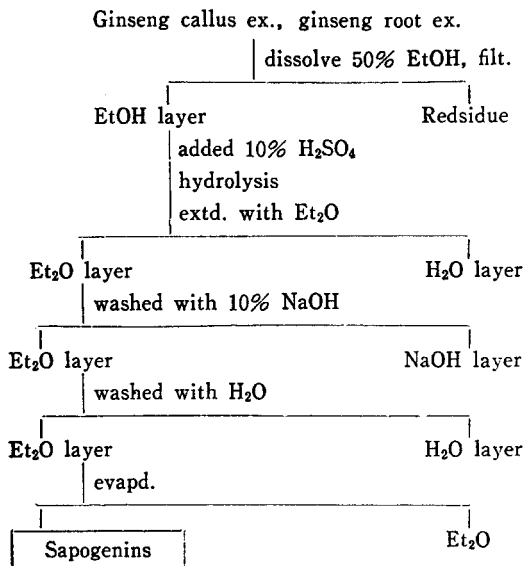 Ginseng callus ex., ginseng root ex.
dissolve 50% EtOH, filt.
EtOH layer Redsidue
added 10% H₂SO₄
hydrolysis
extd. with Et₂O
Et₂O layer H₂O layer
washed with 10% NaOH
Et₂O layer NaOH layer
washed with H₂O
Et₂O layer H₂O layer
evapd.
Sapogenins Et₂O